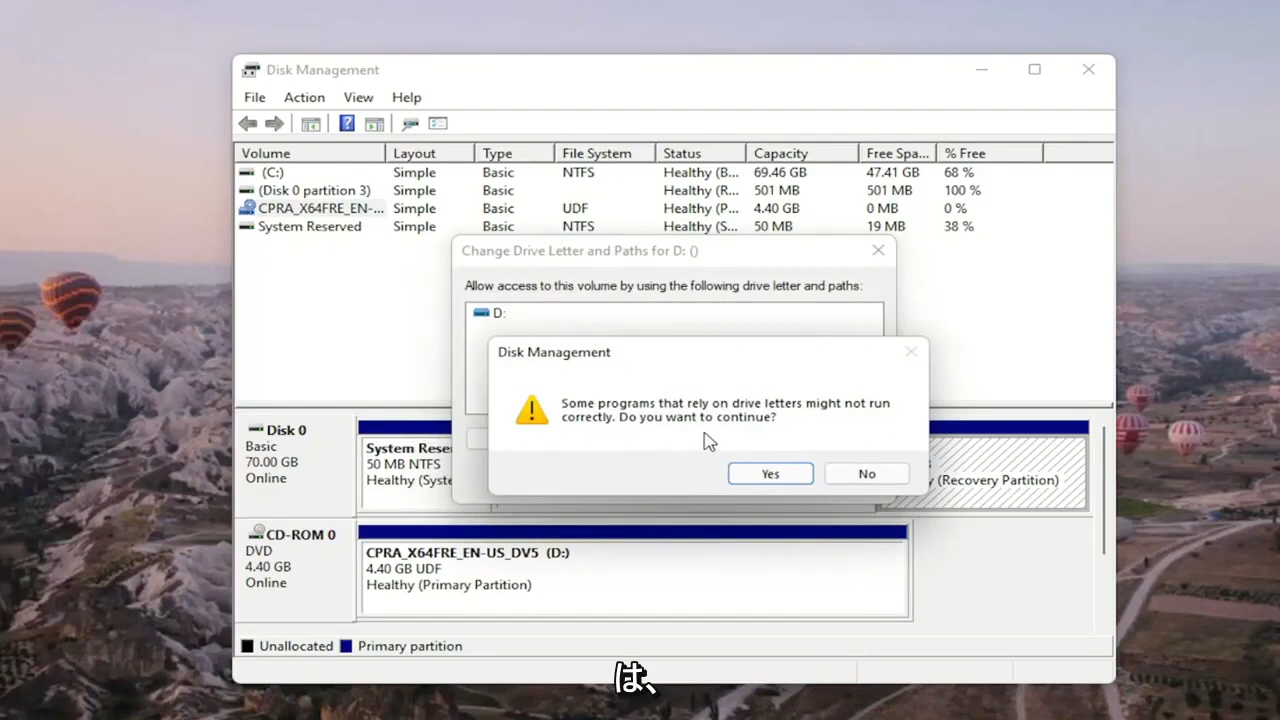 Disk Management
File Action View Help
Volume Layout Type File System Status Capacity Free Spa... % Free
(C:) Simple Basic NTFS Healthy (B... 69.46 GB 47.41 GB 68 %
(Disk 0 partition 3) Simple Basic Healthy (R... 501 MB 501 MB 100 %
CPRA_X64FRE_EN-... Simple Basic UDF Healthy (P... 4.40 GB 0 MB 0 %
System Reserved Simple Basic NTFS Healthy (S... 50 MB 19 MB 38 %
Change Drive Letter and Paths for D: ()
Allow access to this volume by using the following drive letter and paths:
D:
Disk Management
Some programs that rely on drive letters might not run
correctly. Do you want to continue?
Yes No
Disk 0
Basic
70.00 GB
Online
System Rese
50 MB NTFS
Healthy (Syste
(Recovery Partition)
CD-ROM 0
DVD
4.40 GB
Online
CPRA_X64FRE_EN-US_DV5 (D:)
4.40 GB UDF
Healthy (Primary Partition)
Unallocated Primary partition
は、